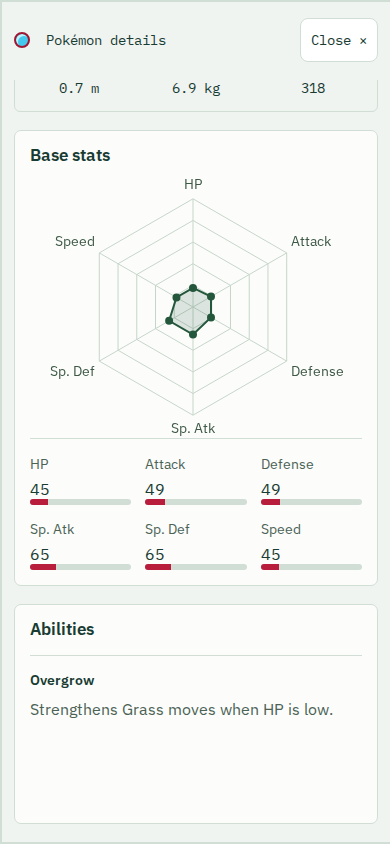 Pokémon details
Close ×
0.7 m 6.9 kg 318
Base stats
HP
Speed Attack
Sp. Def Defense
Sp. Atk
HP Attack Defense
45 49 49
Sp. Atk Sp. Def Speed
65 65 45
Abilities
Overgrow
Strengthens Grass moves when HP is low.